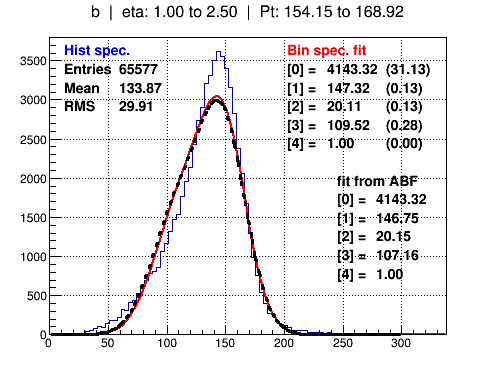 b | eta: 1.00 to 2.50 | Pt: 154.15 to 168.92
Hist spec.
Entries 65577
Mean 133.87
RMS 29.91
Bin spec. fit
[0] = 4143.32 (31.13)
[1] = 147.32 (0.13)
[2] = 20.11 (0.13)
[3] = 109.52 (0.28)
[4] = 1.00 (0.00)
fit from ABF
[0] = 4143.32
[1] = 146.75
[2] = 20.15
[3] = 107.16
[4] = 1.00
3500
3000
2500
2000
1500
1000
500
0
0 50 100 150 200 250 300